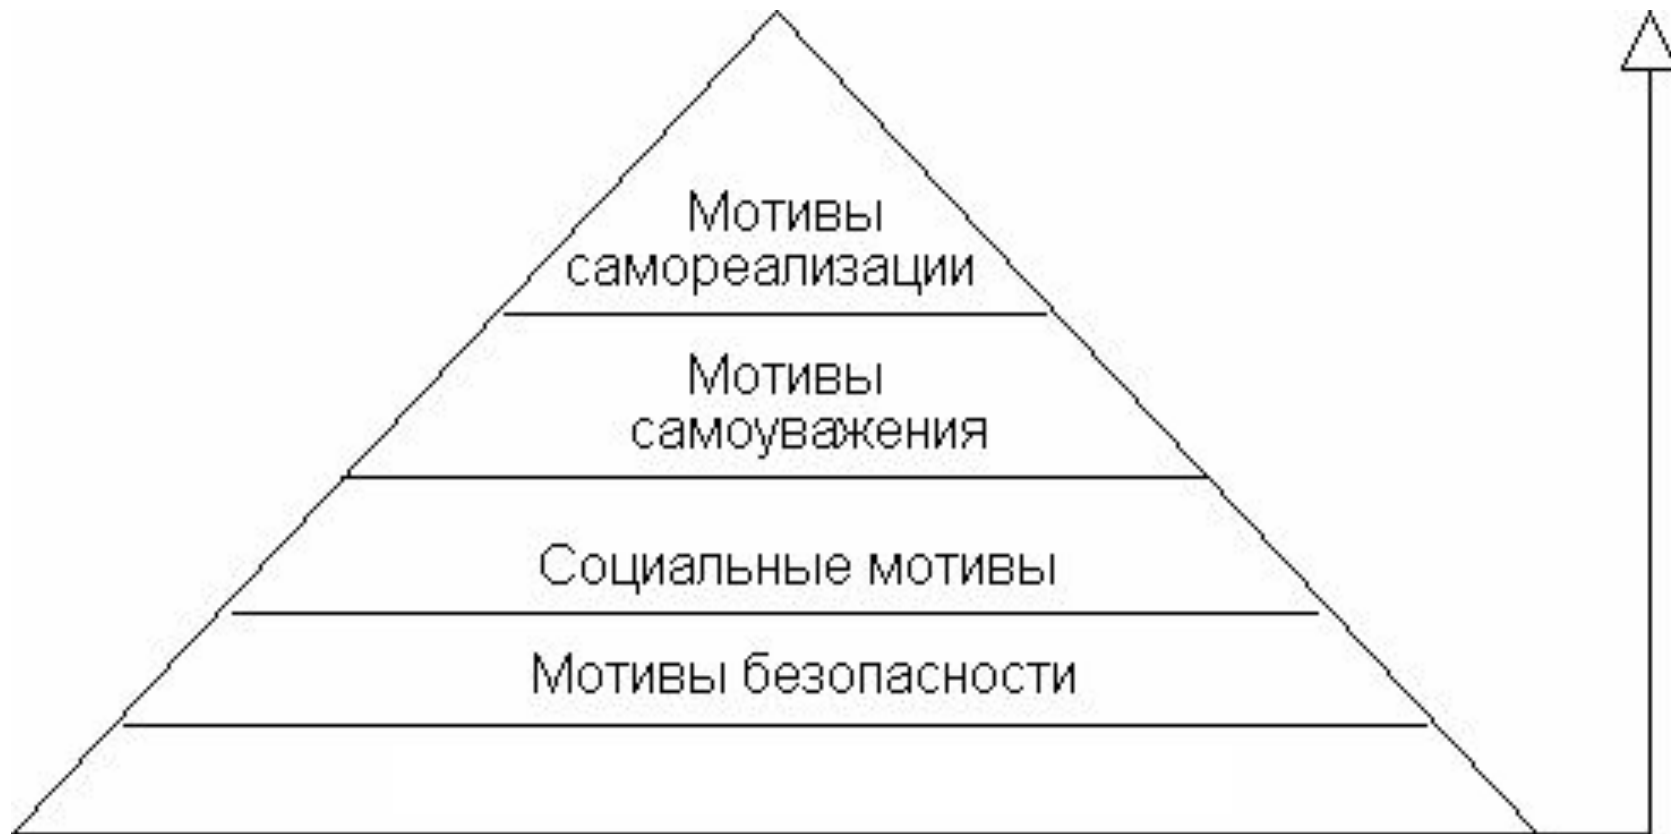 Мотивы
самореализации
Мотивы
самоуважения
Социальные мотивы
Мотивы безопасности